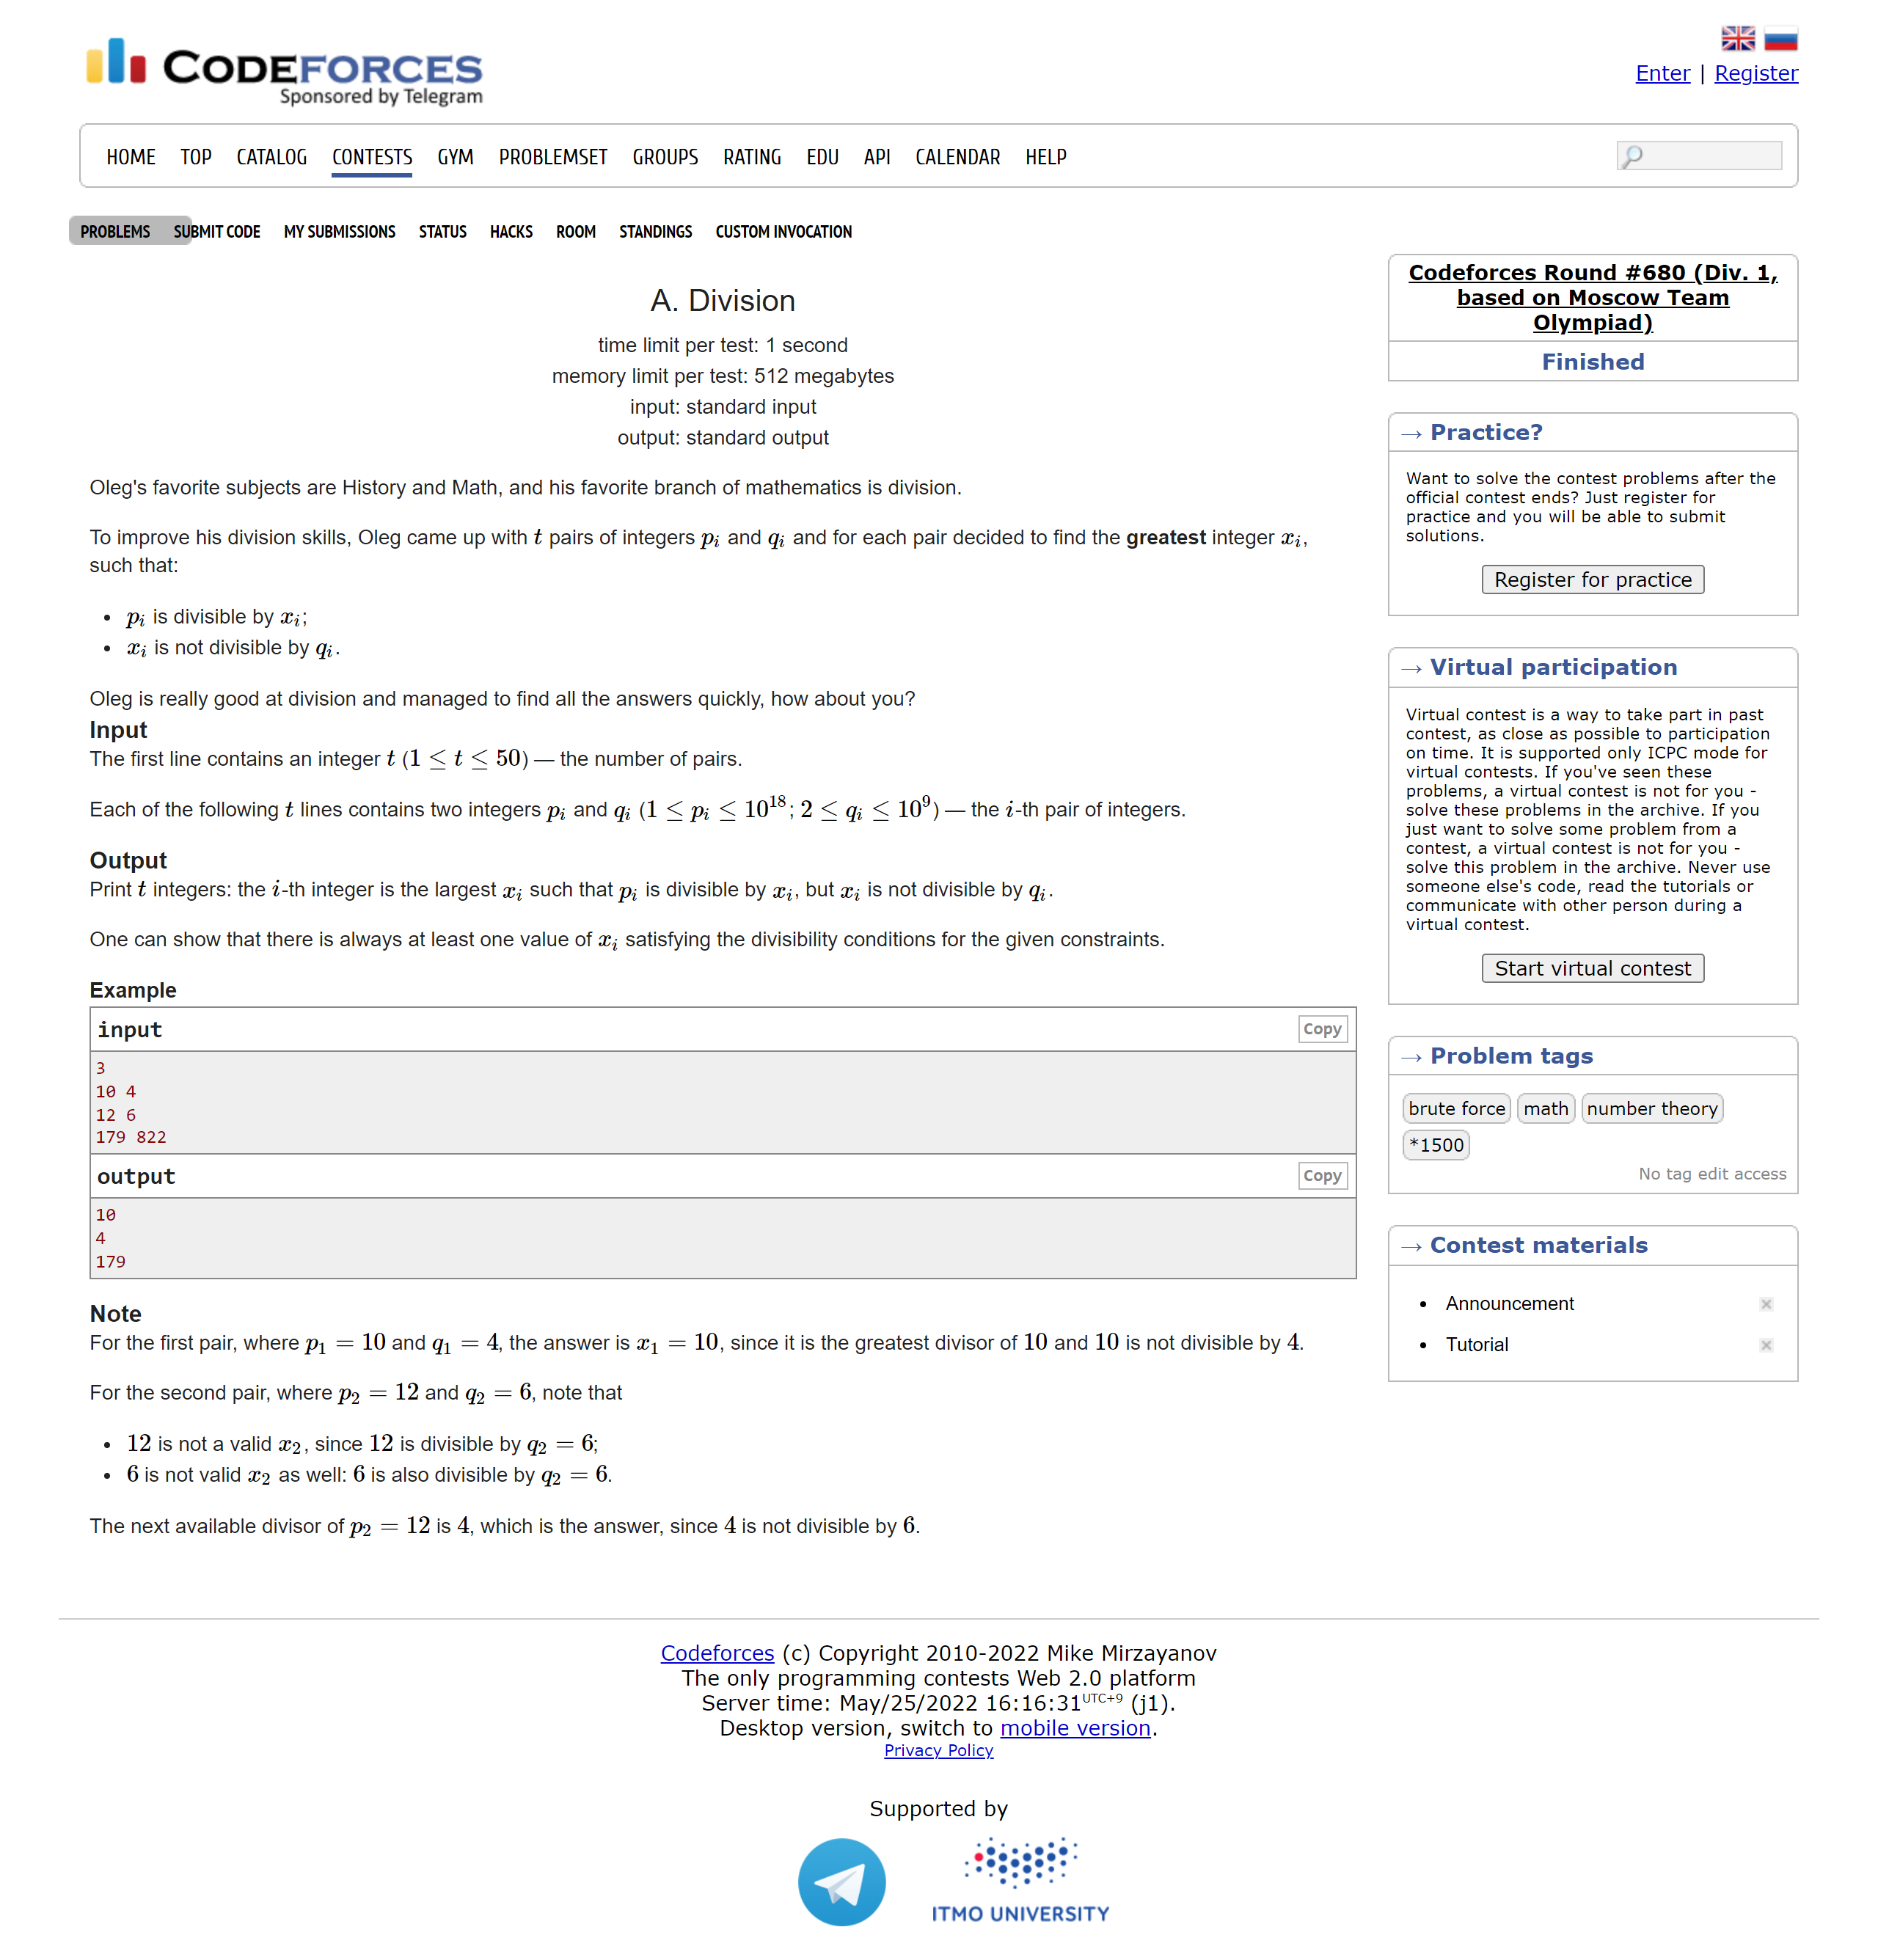 CODEFORCES
Sponsored by Telegram
Enter | Register
HOME TOP CATALOG CONTESTS GYM PROBLEMSET GROUPS RATING EDU API CALENDAR HELP
PROBLEMS SUBMIT CODE MY SUBMISSIONS STATUS HACKS ROOM STANDINGS CUSTOM INVOCATION
A. Division
time limit per test: 1 second
memory limit per test: 512 megabytes
input: standard input
output: standard output
Oleg's favorite subjects are History and Math, and his favorite branch of mathematics is division.
To improve his division skills, Oleg came up with t pairs of integers p_i and q_i and for each pair decided to find the greatest integer x_i,
such that:
• p_i is divisible by x_i;
• x_i is not divisible by q_i.
Oleg is really good at division and managed to find all the answers quickly, how about you?
Input
The first line contains an integer t (1 ≤ t ≤ 50) — the number of pairs.
Each of the following t lines contains two integers p_i and q_i (1 ≤ p_i ≤ 10^18; 2 ≤ q_i ≤ 10^9) — the i-th pair of integers.
Output
Print t integers: the i-th integer is the largest x_i such that p_i is divisible by x_i, but x_i is not divisible by q_i.
One can show that there is always at least one value of x_i satisfying the divisibility conditions for the given constraints.
Example
input Copy
3
10 4
12 6
179 822
output Copy
10
4
179
Note
For the first pair, where p_1 = 10 and q_1 = 4, the answer is x_1 = 10, since it is the greatest divisor of 10 and 10 is not divisible by 4.
For the second pair, where p_2 = 12 and q_2 = 6, note that
• 12 is not a valid x_2, since 12 is divisible by q_2 = 6;
• 6 is not valid x_2 as well: 6 is also divisible by q_2 = 6.
The next available divisor of p_2 = 12 is 4, which is the answer, since 4 is not divisible by 6.
Codeforces Round #680 (Div. 1,
based on Moscow Team
Olympiad)
Finished
→ Practice?
Want to solve the contest problems after the
official contest ends? Just register for
practice and you will be able to submit
solutions.
Register for practice
→ Virtual participation
Virtual contest is a way to take part in past
contest, as close as possible to participation
on time. It is supported only ICPC mode for
virtual contests. If you've seen these
problems, a virtual contest is not for you -
solve these problems in the archive. If you
just want to solve some problem from a
contest, a virtual contest is not for you -
solve this problem in the archive. Never use
someone else's code, read the tutorials or
communicate with other person during a
virtual contest.
Start virtual contest
→ Problem tags
brute force math number theory
*1500
No tag edit access
→ Contest materials
• Announcement
• Tutorial
Codeforces (c) Copyright 2010-2022 Mike Mirzayanov
The only programming contests Web 2.0 platform
Server time: May/25/2022 16:16:31 UTC+9 (j1).
Desktop version, switch to mobile version.
Privacy Policy
Supported by
ITMO UNIVERSITY